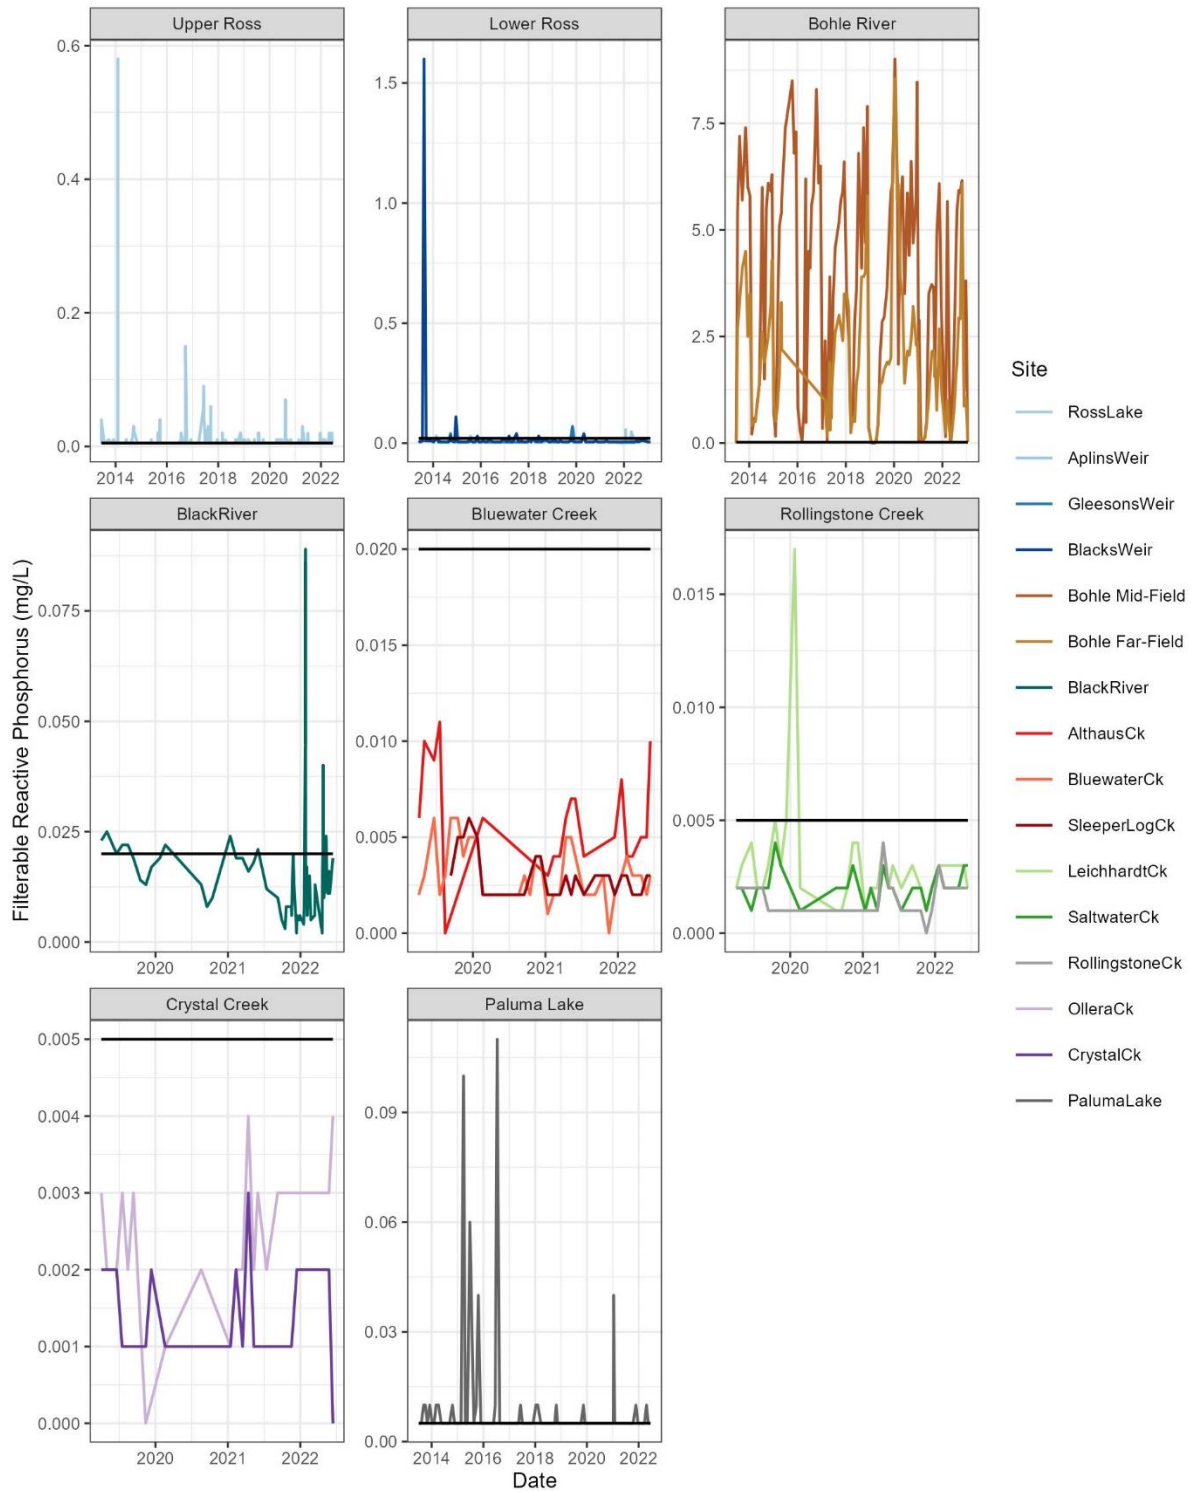 Upper Ross
Lower Ross
Bohle River
0.6
0.4
0.2
0.0
2014 2016 2018 2020 2022
1.5
1.0
0.5
0.0
2014 2016 2018 2020 2022
7.5
5.0
2.5
0.0
2014 2016 2018 2020 2022
BlackRiver
Bluewater Creek
Rollingstone Creek
0.075
0.050
0.025
0.000
2020 2021 2022
0.020
0.015
0.010
0.005
0.000
2020 2021 2022
0.015
0.010
0.005
0.000
2020 2021 2022
Crystal Creek
Paluma Lake
0.005
0.004
0.003
0.002
0.001
0.000
2020 2021 2022
0.09
0.06
0.03
0.00
2014 2016 2018 2020 2022
Filterable Reactive Phosphorus (mg/L)
Date
Site
RossLake
AplinsWeir
GleesonsWeir
BlacksWeir
Bohle Mid-Field
Bohle Far-Field
BlackRiver
AlthausCk
BluewaterCk
SleeperLogCk
LeichhardtCk
SaltwaterCk
RollingstoneCk
OlleraCk
CrystalCk
PalumaLake